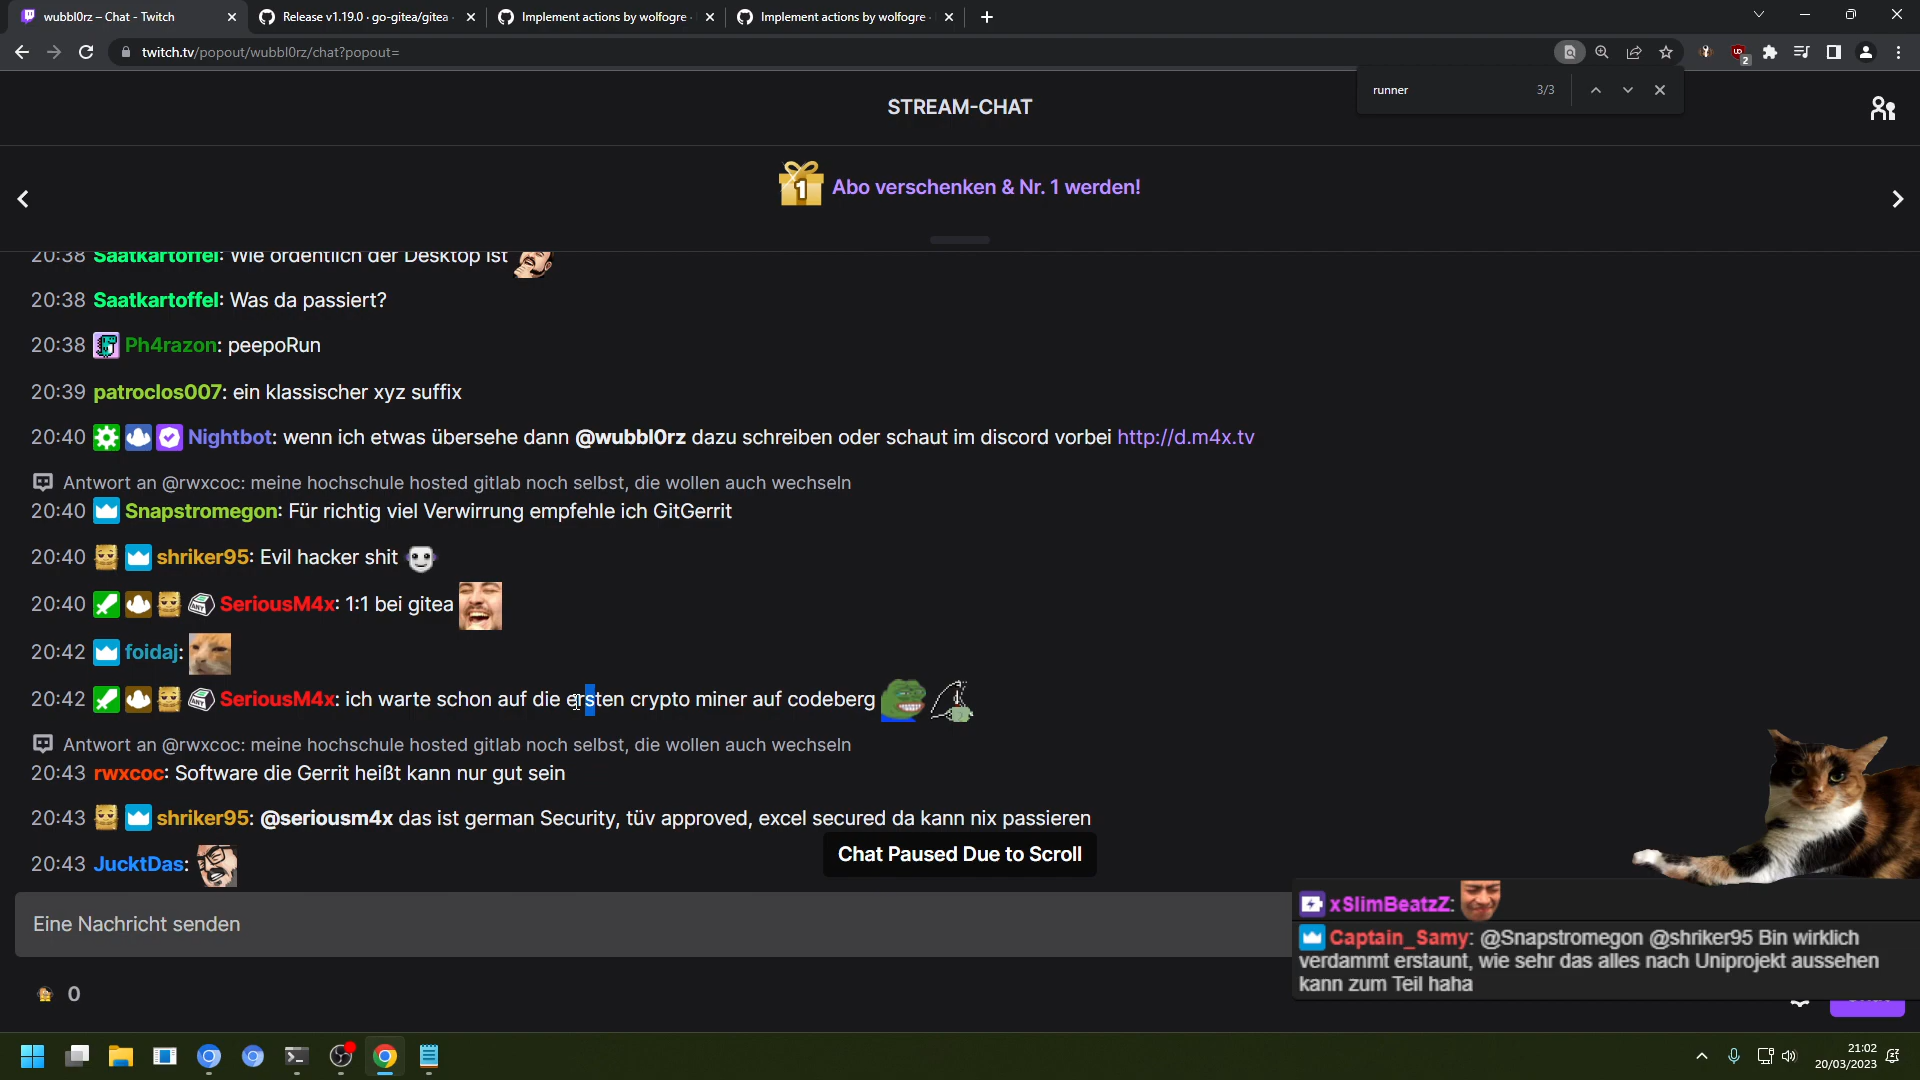 wubbl0rz – Chat - Twitch
Release v1.19.0 · go-gitea/gitea
Implement actions by wolfogre ·
Implement actions by wolfogre ·
twitch.tv/popout/wubbl0rz/chat?popout=
2
runner
3/3
STREAM-CHAT
1
Abo verschenken & Nr. 1 werden!
20:38 Saatkartoffel: Wie ordentlich der Desktop ist
20:38 Saatkartoffel: Was da passiert?
20:38 Ph4razon: peepoRun
20:39 patroclos007: ein klassischer xyz suffix
20:40 Nightbot: wenn ich etwas übersehe dann @wubbl0rz dazu schreiben oder schaut im discord vorbei http://d.m4x.tv
Antwort an @rwxcoc: meine hochschule hosted gitlab noch selbst, die wollen auch wechseln
20:40 Snapstromegon: Für richtig viel Verwirrung empfehle ich GitGerrit
20:40 shriker95: Evil hacker shit
20:40 SeriousM4x: 1:1 bei gitea
20:42 foidaj:
20:42 SeriousM4x: ich warte schon auf die ersten crypto miner auf codeberg
Antwort an @rwxcoc: meine hochschule hosted gitlab noch selbst, die wollen auch wechseln
20:43 rwxcoc: Software die Gerrit heißt kann nur gut sein
20:43 shriker95: @seriousm4x das ist german Security, tüv approved, excel secured da kann nix passieren
20:43 JucktDas:
Chat Paused Due to Scroll
Eine Nachricht senden
0
xSlimBeatzZ:
Captain_Samy: @Snapstromegon @shriker95 Bin wirklich
verdammt erstaunt, wie sehr das alles nach Uniprojekt aussehen
kann zum Teil haha
21:02
20/03/2023